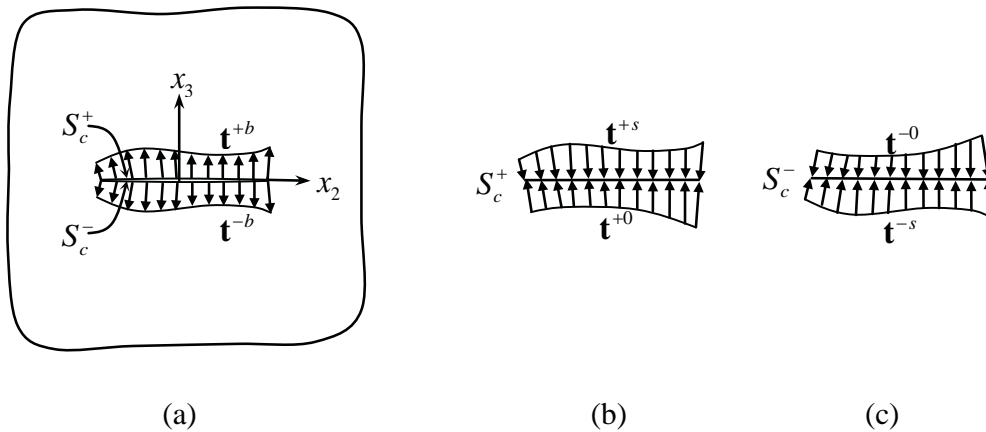 x₃
S_c⁺
t⁺ᵇ
x₂
t⁻ᵇ
S_c⁻
(a)
t⁺ˢ
S_c⁺
t⁺⁰
(b)
t⁻⁰
S_c⁻
t⁻ˢ
(c)